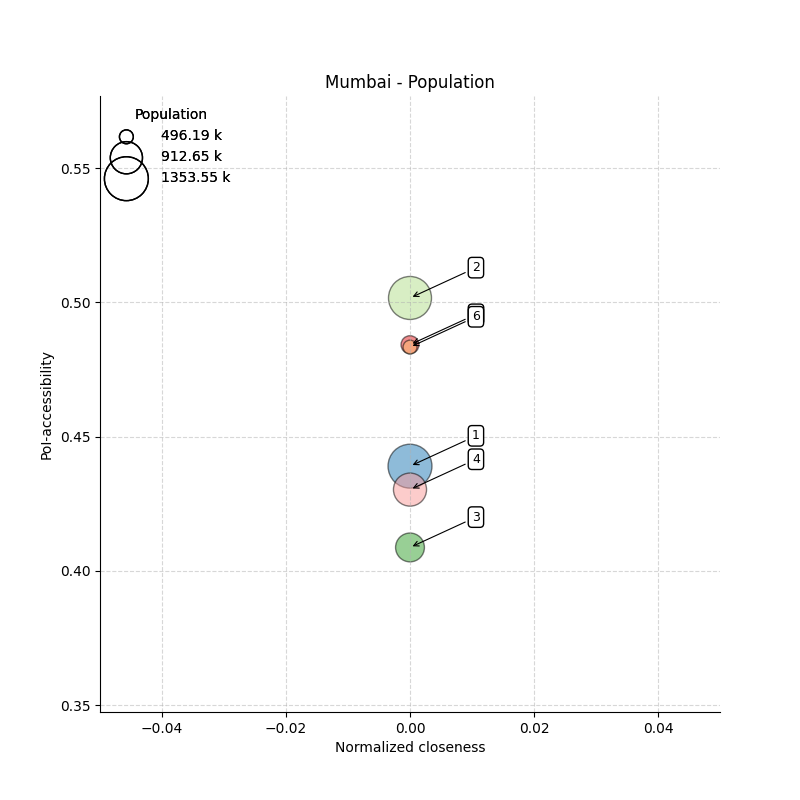 Mumbai - Population
Population
496.19 k
912.65 k
1353.55 k
0.55
0.50
0.45
0.40
0.35
Pol-accessibility
2
6
1
4
3
−0.04
−0.02
0.00
0.02
0.04
Normalized closeness